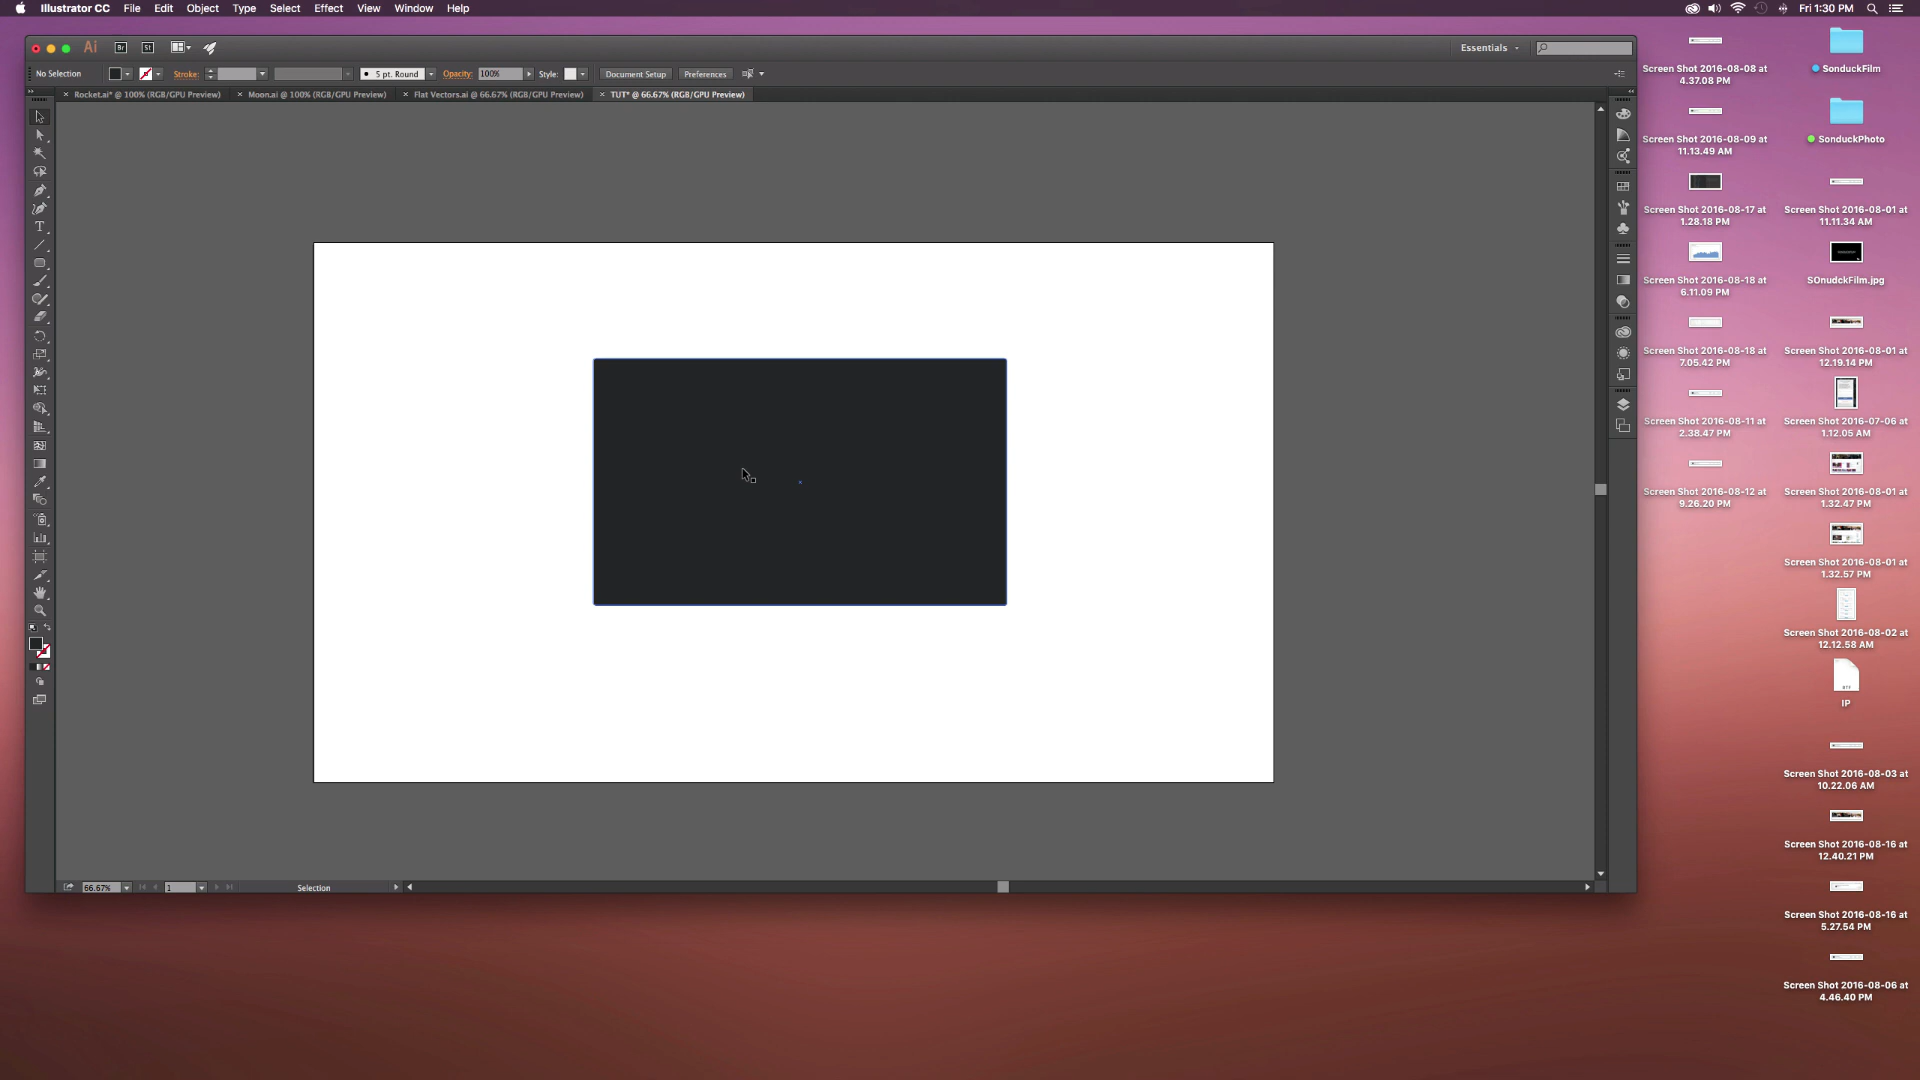 Illustrator CC File Edit Object Type Select Effect View Window Help
Fri 1:30 PM
Ai Br St
Essentials
No Selection
Stroke:
5 pt. Round
Opacity: 100%
Style:
Document Setup
Preferences
Rocket.ai* @ 100% (RGB/GPU Preview)
Moon.ai @ 100% (RGB/GPU Preview)
Flat Vectors.ai @ 66.67% (RGB/GPU Preview)
TUT* @ 66.67% (RGB/GPU Preview)
66.67%
1
Selection
Screen Shot 2016-08-08 at
4.37.08 PM
SonduckFilm
Screen Shot 2016-08-09 at
11.13.49 AM
SonduckPhoto
Screen Shot 2016-08-17 at
1.28.18 PM
Screen Shot 2016-08-01 at
11.11.34 AM
Screen Shot 2016-08-18 at
6.11.09 PM
SOnudckFilm.jpg
Screen Shot 2016-08-18 at
7.05.42 PM
Screen Shot 2016-08-01 at
12.19.14 PM
Screen Shot 2016-08-11 at
2.38.47 PM
Screen Shot 2016-07-06 at
1.12.05 AM
Screen Shot 2016-08-12 at
9.26.20 PM
Screen Shot 2016-08-01 at
1.32.47 PM
Screen Shot 2016-08-01 at
1.32.57 PM
Screen Shot 2016-08-02 at
12.12.58 AM
RTF
IP
Screen Shot 2016-08-03 at
10.22.06 AM
Screen Shot 2016-08-16 at
12.40.21 PM
Screen Shot 2016-08-16 at
5.27.54 PM
Screen Shot 2016-08-06 at
4.46.40 PM